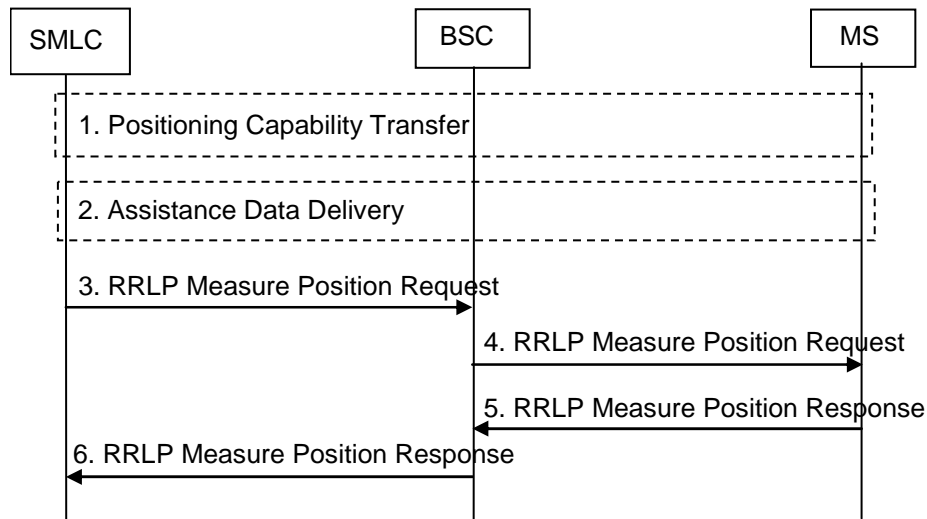 SMLC
BSC
MS
1. Positioning Capability Transfer
2. Assistance Data Delivery
3. RRLP Measure Position Request
4. RRLP Measure Position Request
5. RRLP Measure Position Response
6. RRLP Measure Position Response